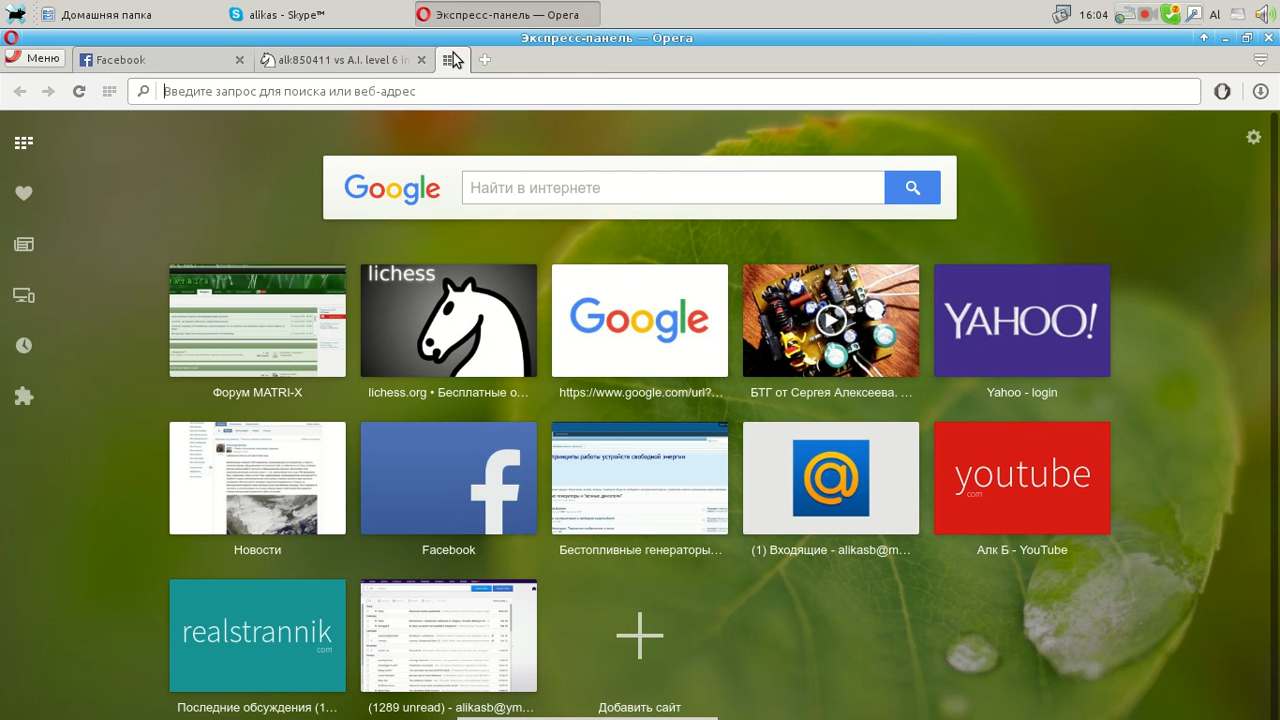 Домашняя папка
alikas - Skype™
Экспресс-панель — Opera
16:04
Al
Экспресс-панель — Opera
Меню
Facebook
alk850411 vs A.I. level 6 in
Введите запрос для поиска или веб-адрес
Google
Найти в интернете
lichess
Google
YAHOO!
Форум MATRI-X
lichess.org • Бесплатные о...
https://www.google.com/url?...
БТГ от Сергея Алексеева. ...
Yahoo - login
принципы работы устройств свободной энергии
youtube
com
Новости
Facebook
Бестопливные генераторы...
(1) Входящие - alikasb@m...
Алк Б - YouTube
realstrannik
com
Последние обсуждения (1...
(1289 unread) - alikasb@ym...
Добавить сайт